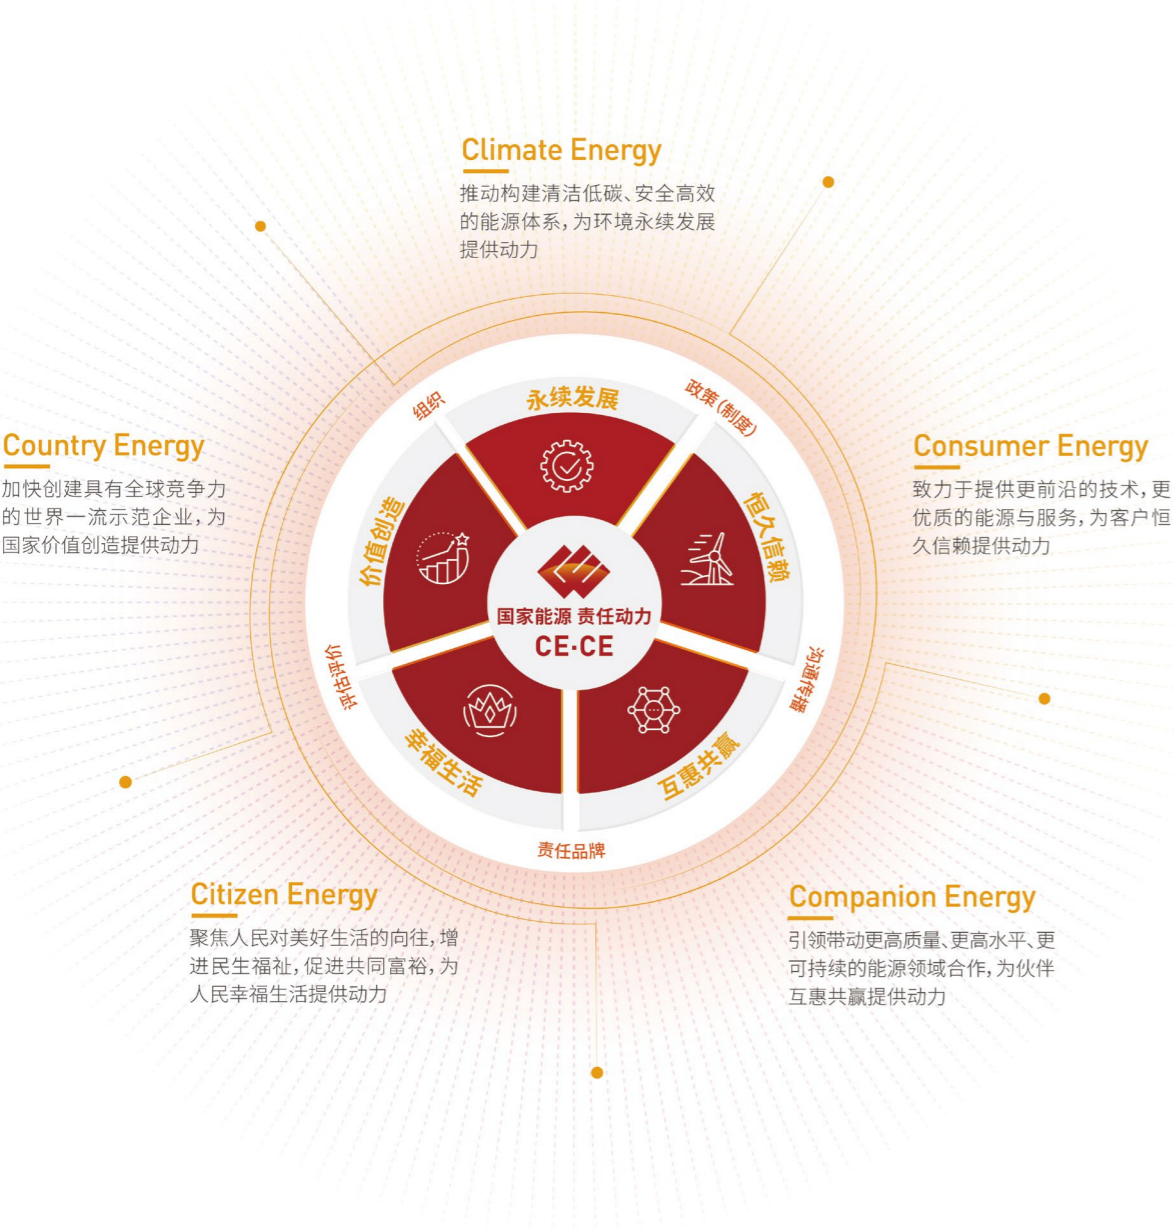 Climate Energy
推动构建清洁低碳、安全高效
的能源体系，为环境永续发展
提供动力
Country Energy
加快创建具有全球竞争力
的世界一流示范企业，为
国家价值创造提供动力
Consumer Energy
致力于提供更前沿的技术，更
优质的能源与服务，为客户恒
久信赖提供动力
组织
永续发展
政策（制度）
价值创造
恒久信赖
国家能源 责任动力
CE·CE
评估评价
沟通传播
幸福生活
互惠共赢
责任品牌
Citizen Energy
聚焦人民对美好生活的向往，增
进民生福祉，促进共同富裕，为
人民幸福生活提供动力
Companion Energy
引领带动更高质量、更高水平、更
可持续的能源领域合作，为伙伴
互惠共赢提供动力